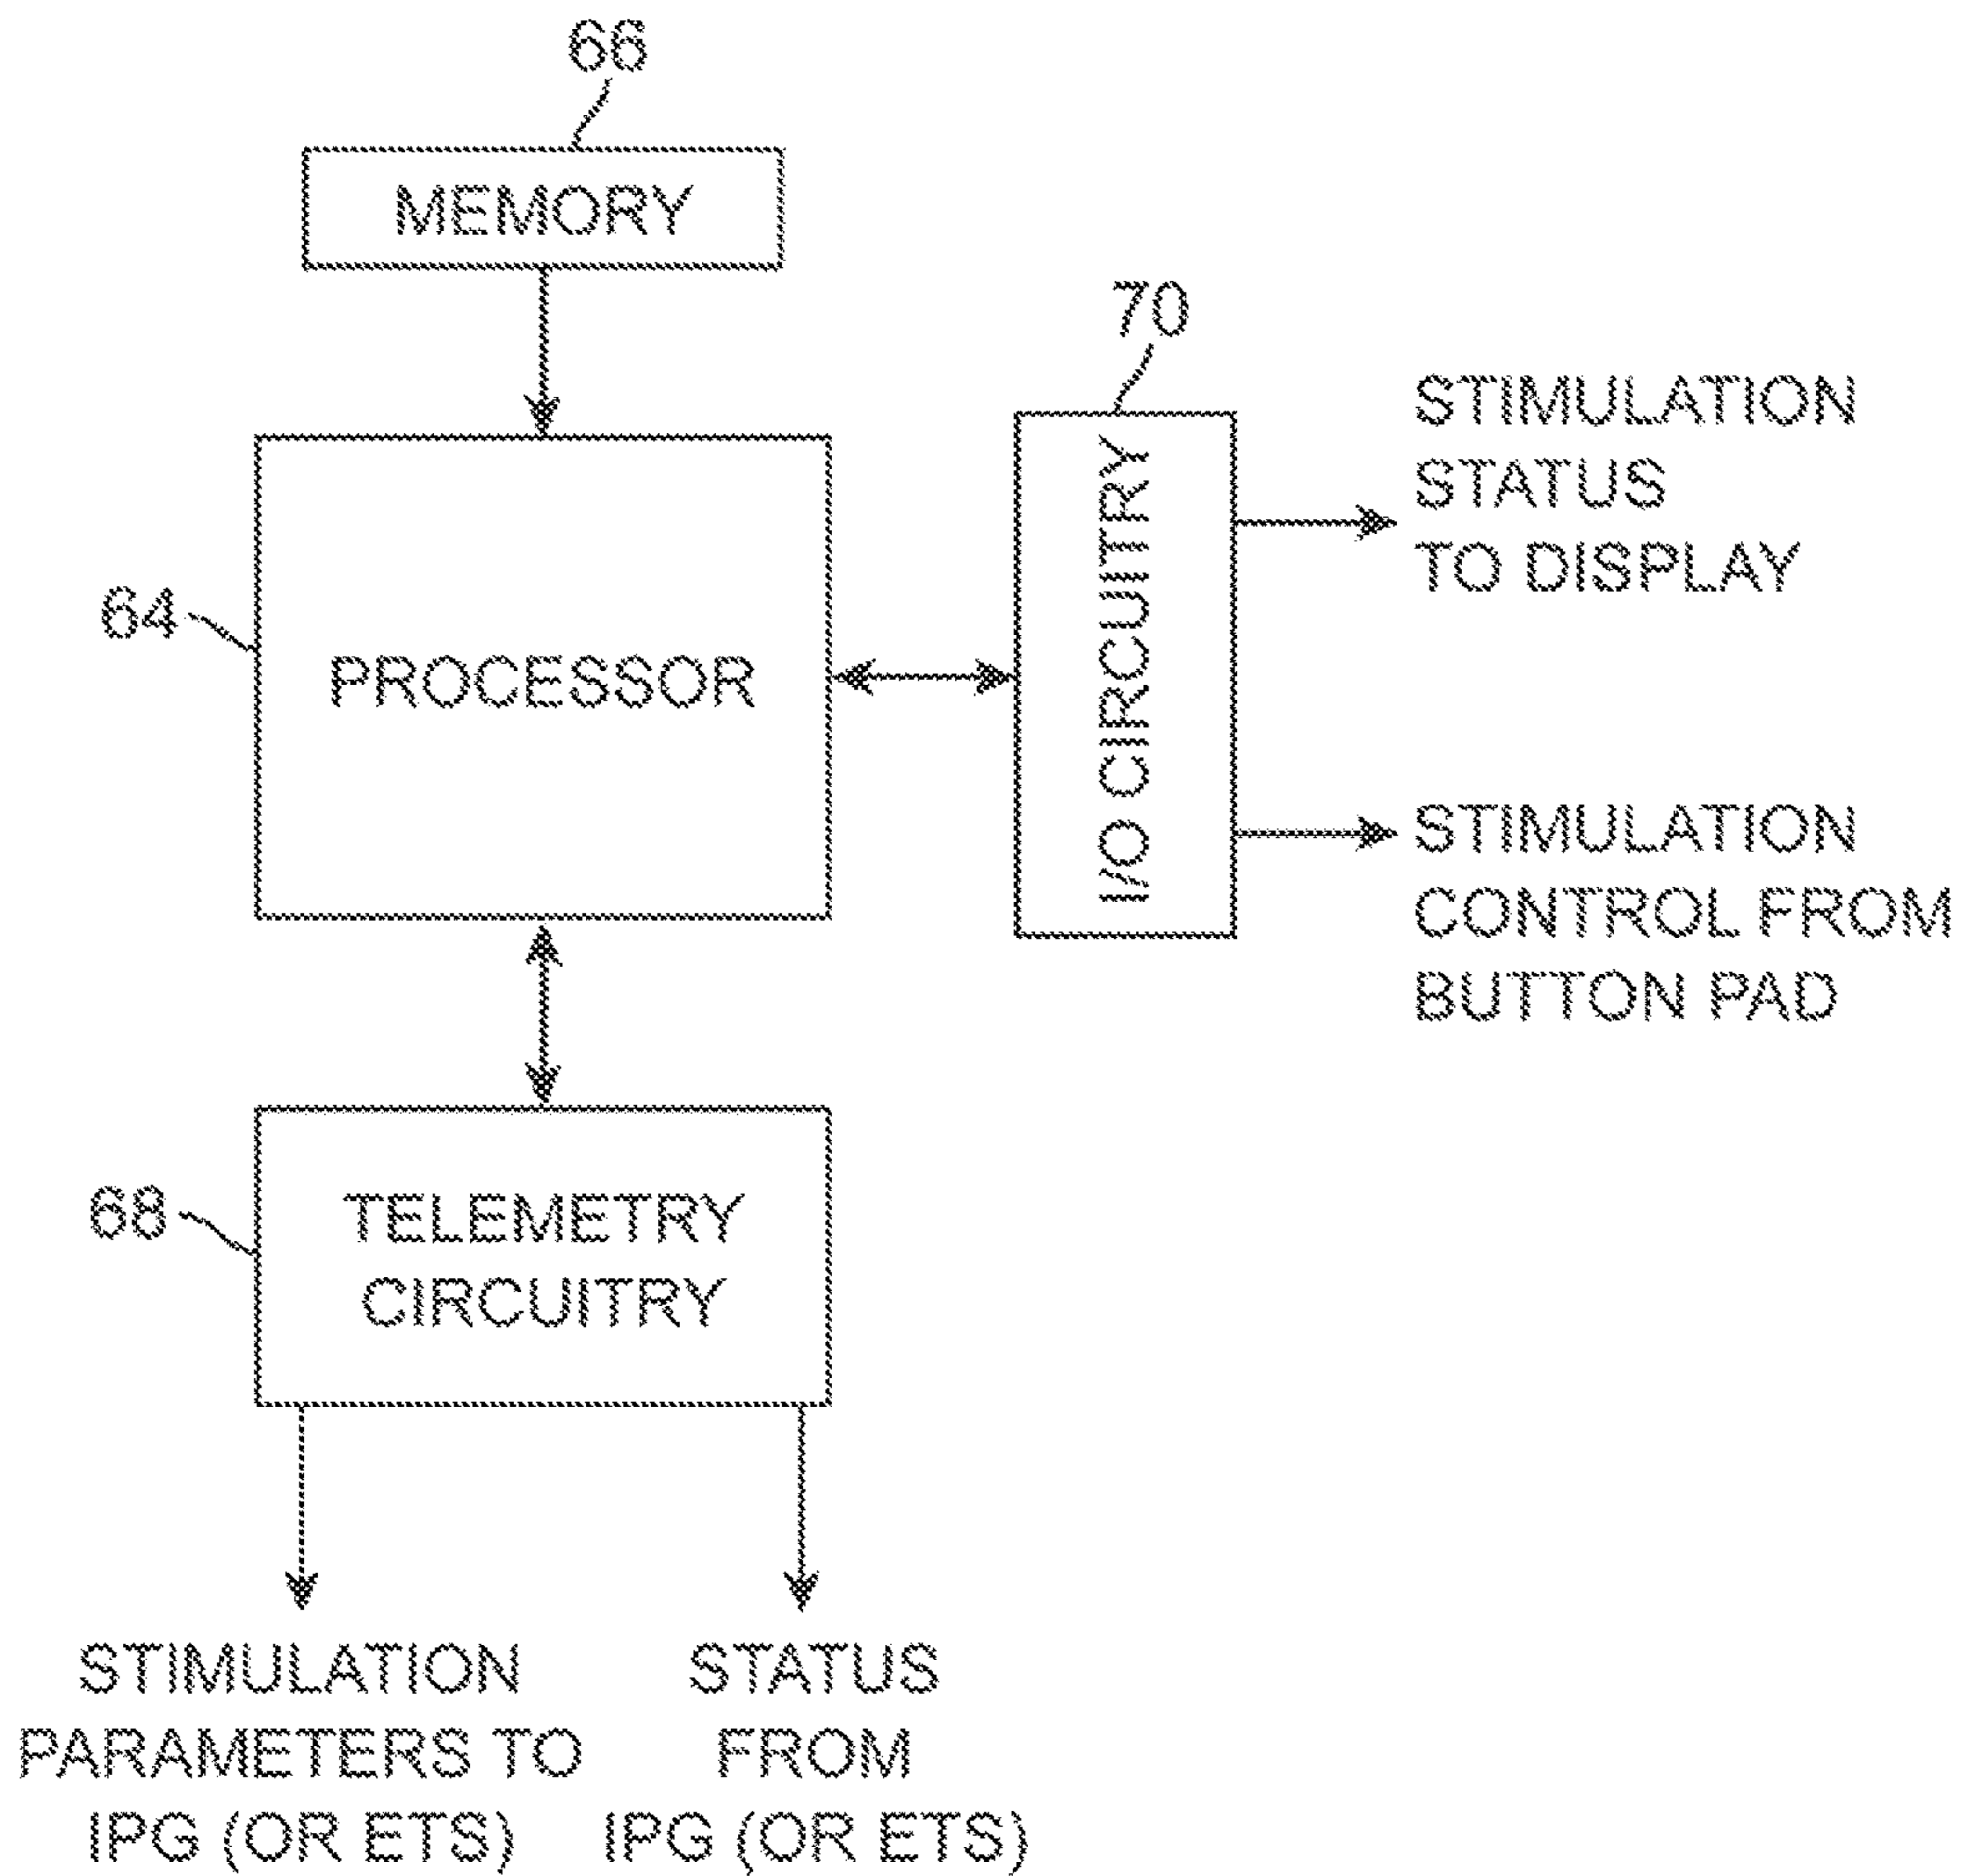 66
MEMORY
70
STIMULATION
STATUS
TO DISPLAY
64
PROCESSOR
I/O CIRCUITRY
STIMULATION
CONTROL FROM
BUTTON PAD
68
TELEMETRY
CIRCUITRY
STIMULATION
PARAMETERS TO
IPG (OR ETS)
STATUS
FROM
IPG (OR ETS)